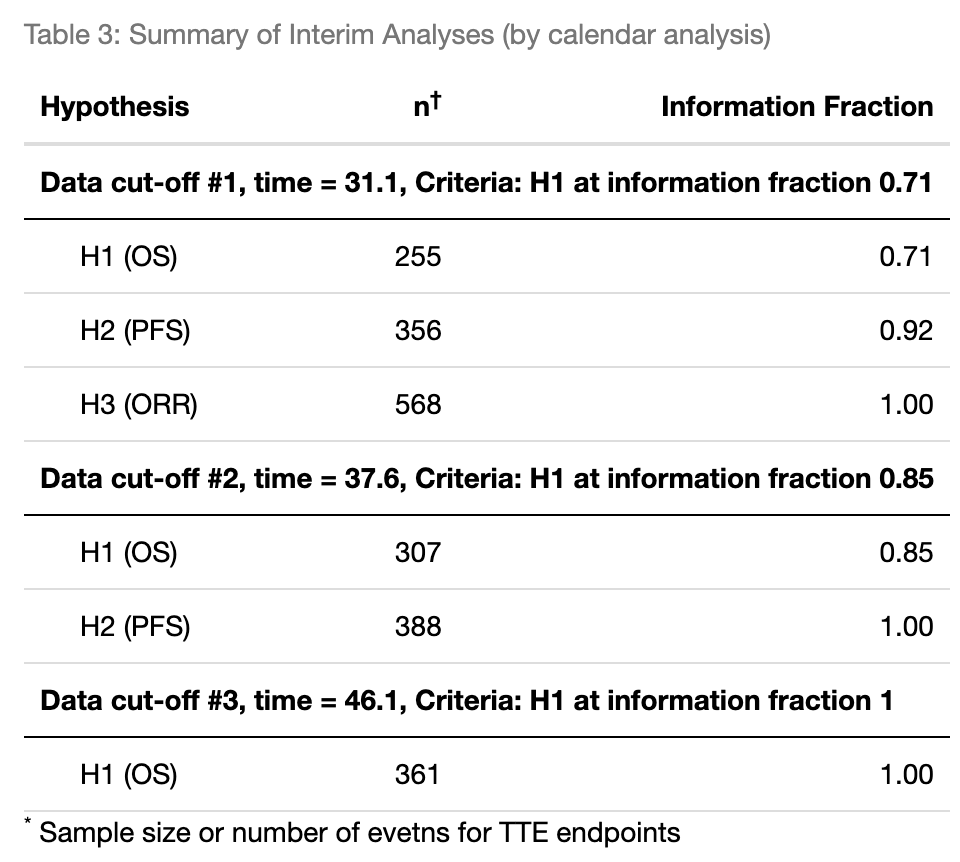 Table 3: Summary of Interim Analyses (by calendar analysis)
Hypothesis n† Information Fraction
Data cut-off #1, time = 31.1, Criteria: H1 at information fraction 0.71
H1 (OS) 255 0.71
H2 (PFS) 356 0.92
H3 (ORR) 568 1.00
Data cut-off #2, time = 37.6, Criteria: H1 at information fraction 0.85
H1 (OS) 307 0.85
H2 (PFS) 388 1.00
Data cut-off #3, time = 46.1, Criteria: H1 at information fraction 1
H1 (OS) 361 1.00
* Sample size or number of evetns for TTE endpoints